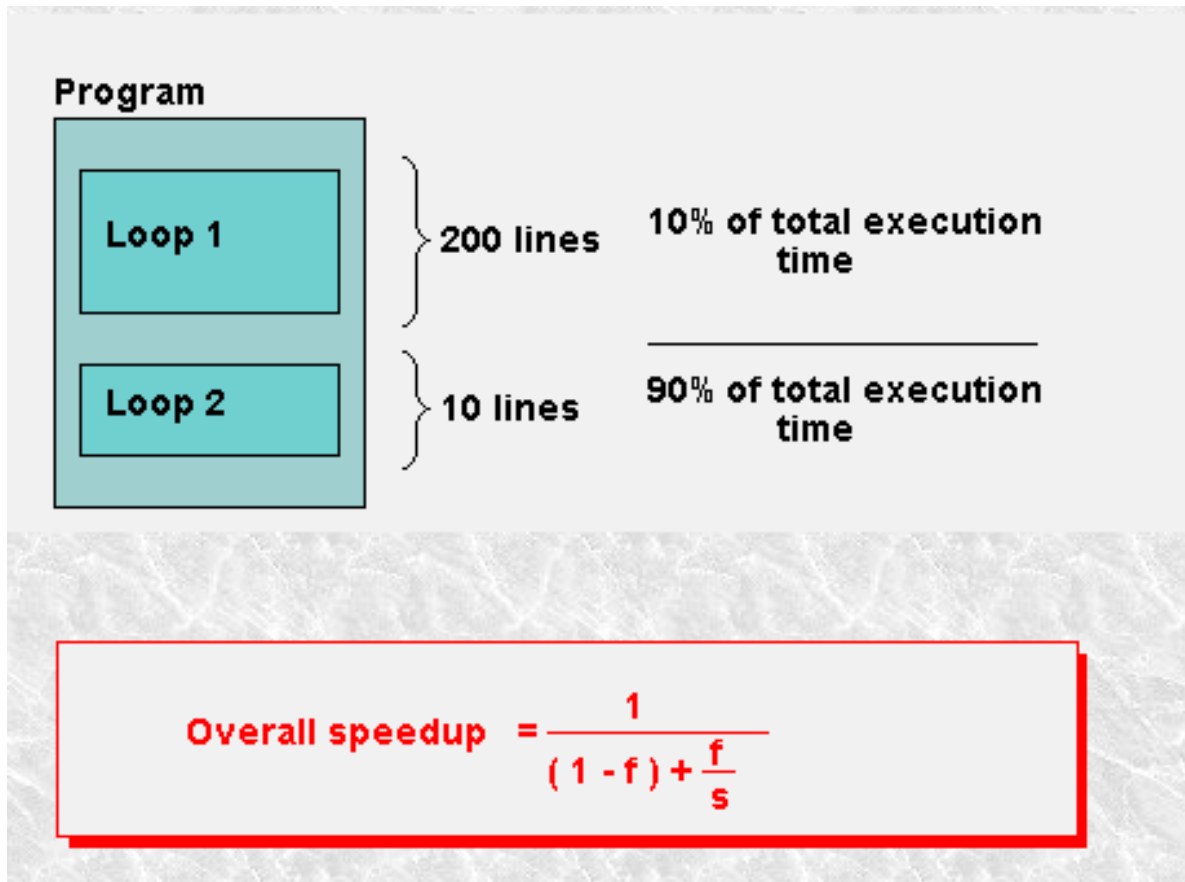 Program
Loop 1
200 lines
10% of total execution
time
Loop 2
10 lines
90% of total execution
time
Overall speedup = 1
( 1 - f ) + f
s